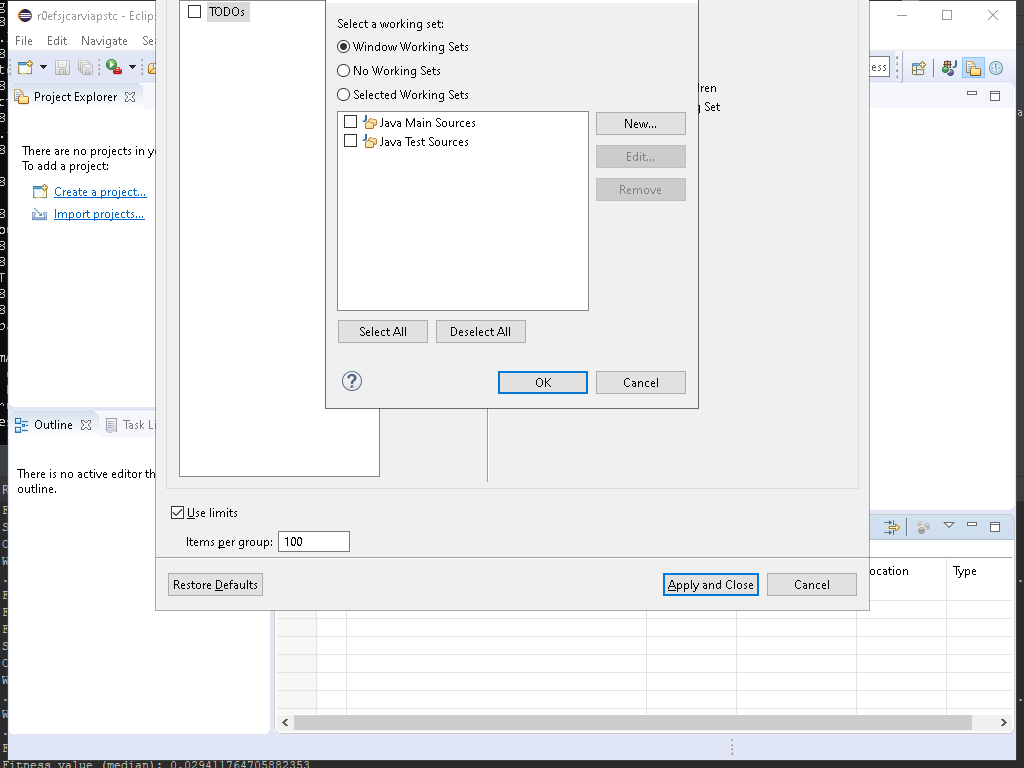 r0efsjcarviapstc - Eclip
File Edit Navigate Se
Project Explorer
There are no projects in y
To add a project:
Create a project...
Import projects...
Outline
Task Li
There is no active editor th
outline.
TODOs
Select a working set:
Window Working Sets
No Working Sets
Selected Working Sets
Java Main Sources
Java Test Sources
New...
Edit...
Remove
Select All
Deselect All
OK
Cancel
ess
dren
g Set
Use limits
Items per group: 100
Restore Defaults
Apply and Close
Cancel
ocation
Type
Fitness value (median): 0.029411764705882353